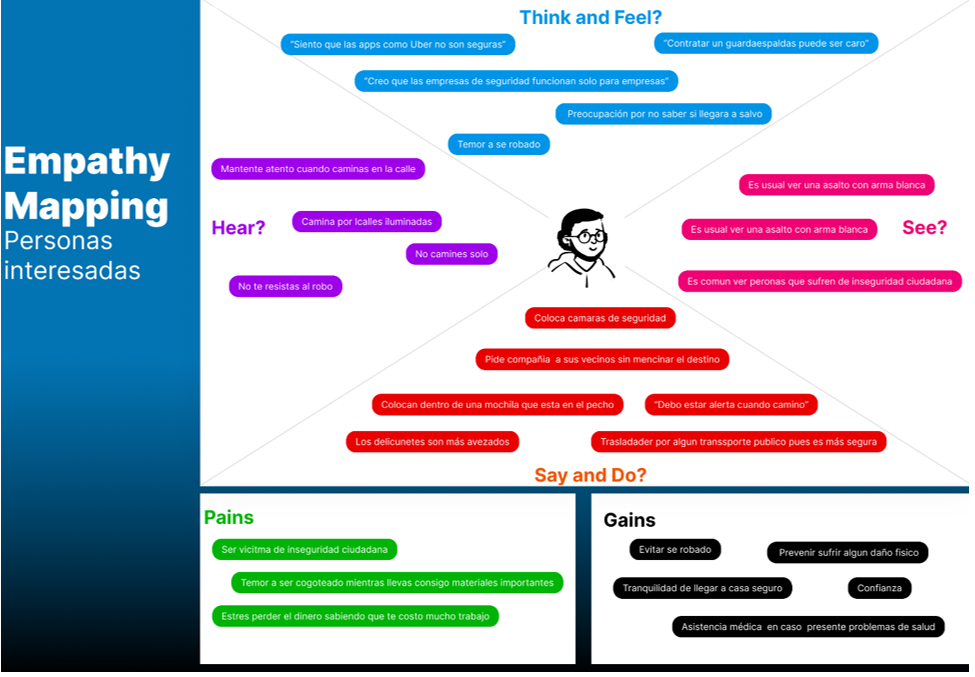 Empathy
Mapping
Personas
interesadas
Think and Feel?
“Siento que las apps como Uber no son seguras”
“Contratar un guardaespaldas puede ser caro”
“Creo que las empresas de seguridad funcionan solo para empresas”
Preocupación por no saber si llegara a salvo
Temor a se robado
Hear?
Mantente atento cuando caminas en la calle
Camina por lcalles iluminadas
No camines solo
No te resistas al robo
See?
Es usual ver una asalto con arma blanca
Es usual ver una asalto con arma blanca
Es comun ver peronas que sufren de inseguridad ciudadana
Coloca camaras de seguridad
Pide compañia a sus vecinos sin mencinar el destino
Colocan dentro de una mochila que esta en el pecho
“Debo estar alerta cuando camino”
Los delicunetes son más avezados
Trasladader por algun transsporte publico pues es más segura
Say and Do?
Pains
Ser vicitma de inseguridad ciudadana
Temor a ser cogoteado mientras llevas consigo materiales importantes
Estres perder el dinero sabiendo que te costo mucho trabajo
Gains
Evitar se robado
Prevenir sufrir algun daño fisico
Tranquilidad de llegar a casa seguro
Confianza
Asistencia médica en caso presente problemas de salud